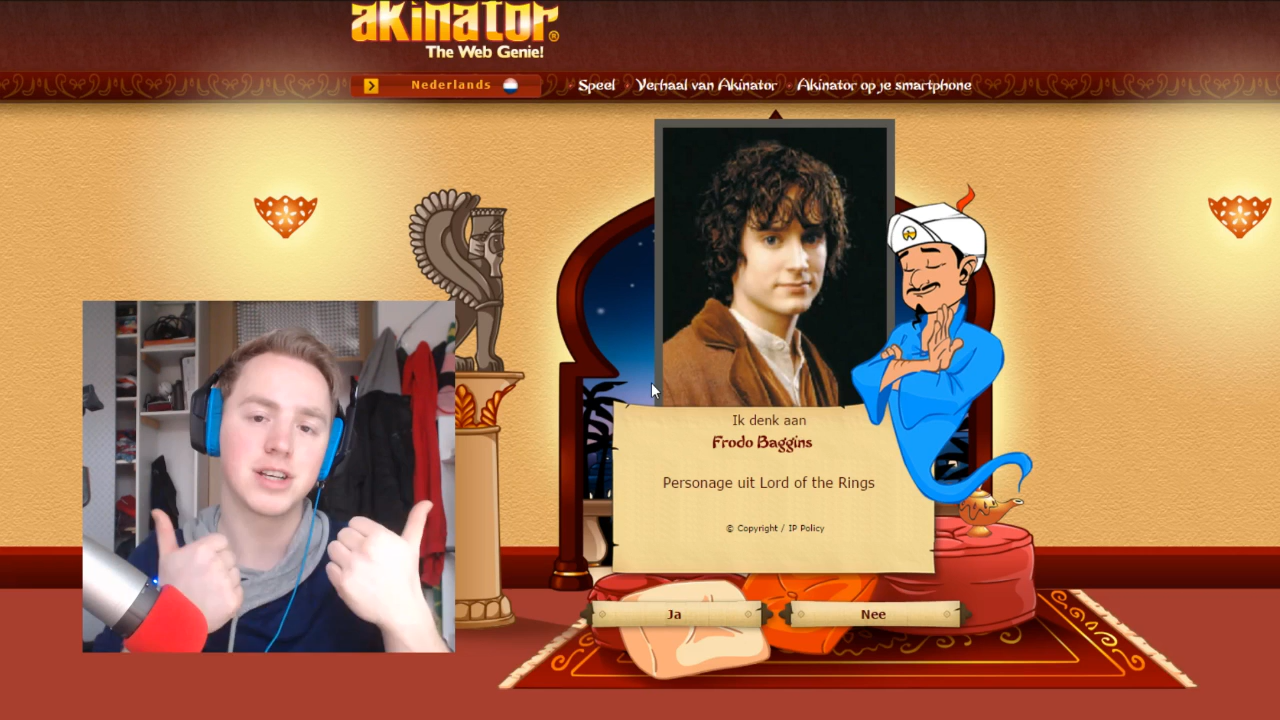 akinator®
The Web Genie!
Nederlands
Speel
Verhaal van Akinator
Akinator op je smartphone
Ik denk aan
Frodo Baggins
Personage uit Lord of the Rings
© Copyright / IP Policy
Ja
Nee